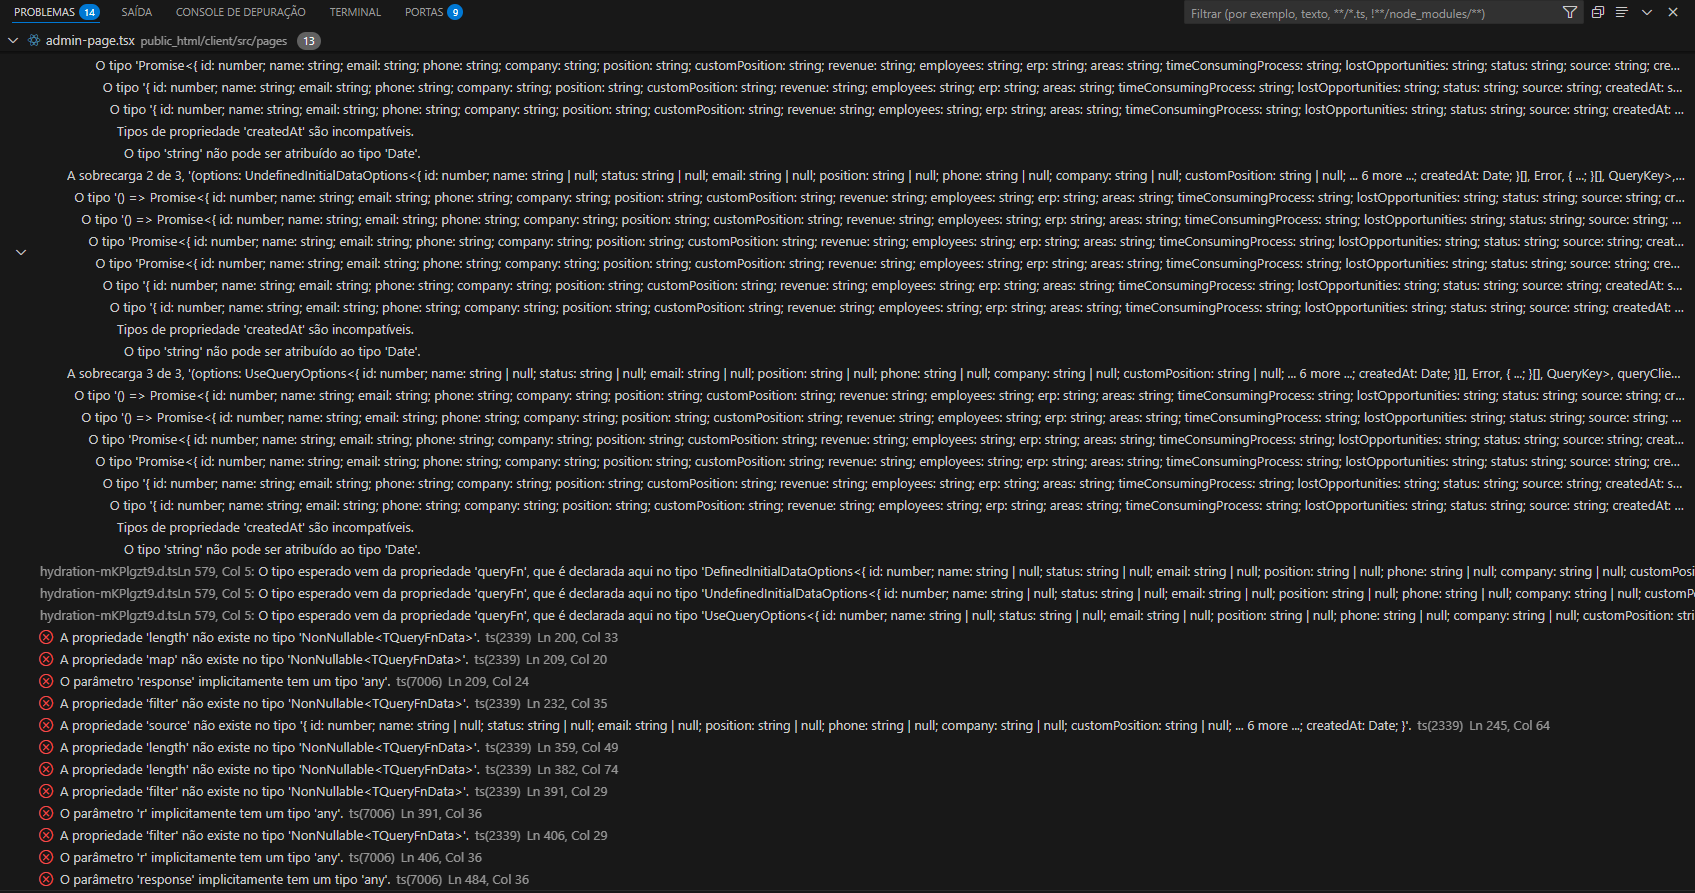 PROBLEMAS 14 SAÍDA CONSOLE DE DEPURAÇÃO TERMINAL PORTAS 9 Filtrar (por exemplo, texto, **/*.ts, !**/node_modules/**)
admin-page.tsx public_html/client/src/pages 13
O tipo 'Promise<{ id: number; name: string; email: string; phone: string; company: string; position: string; customPosition: string; revenue: string; employees: string; erp: string; areas: string; timeConsumingProcess: string; lostOpportunities: string; status: string; source: string; cre...
O tipo '{ id: number; name: string; email: string; phone: string; company: string; position: string; customPosition: string; revenue: string; employees: string; erp: string; areas: string; timeConsumingProcess: string; lostOpportunities: string; status: string; source: string; createdAt: s...
O tipo '{ id: number; name: string; email: string; phone: string; company: string; position: string; customPosition: string; revenue: string; employees: string; erp: string; areas: string; timeConsumingProcess: string; lostOpportunities: string; status: string; source: string; createdAt: ...
Tipos de propriedade 'createdAt' são incompatíveis.
O tipo 'string' não pode ser atribuído ao tipo 'Date'.
A sobrecarga 2 de 3, '(options: UndefinedInitialDataOptions<{ id: number; name: string | null; status: string | null; email: string | null; position: string | null; phone: string | null; company: string | null; customPosition: string | null; ... 6 more ...; createdAt: Date; }[], Error, { ...; }[], QueryKey>,...
O tipo '() => Promise<{ id: number; name: string; email: string; phone: string; company: string; position: string; customPosition: string; revenue: string; employees: string; erp: string; areas: string; timeConsumingProcess: string; lostOpportunities: string; status: string; source: string; cr...
O tipo '() => Promise<{ id: number; name: string; email: string; phone: string; company: string; position: string; customPosition: string; revenue: string; employees: string; erp: string; areas: string; timeConsumingProcess: string; lostOpportunities: string; status: string; source: string; ...
O tipo 'Promise<{ id: number; name: string; email: string; phone: string; company: string; position: string; customPosition: string; revenue: string; employees: string; erp: string; areas: string; timeConsumingProcess: string; lostOpportunities: string; status: string; source: string; creat...
O tipo 'Promise<{ id: number; name: string; email: string; phone: string; company: string; position: string; customPosition: string; revenue: string; employees: string; erp: string; areas: string; timeConsumingProcess: string; lostOpportunities: string; status: string; source: string; cre...
O tipo '{ id: number; name: string; email: string; phone: string; company: string; position: string; customPosition: string; revenue: string; employees: string; erp: string; areas: string; timeConsumingProcess: string; lostOpportunities: string; status: string; source: string; createdAt: s...
O tipo '{ id: number; name: string; email: string; phone: string; company: string; position: string; customPosition: string; revenue: string; employees: string; erp: string; areas: string; timeConsumingProcess: string; lostOpportunities: string; status: string; source: string; createdAt: ...
Tipos de propriedade 'createdAt' são incompatíveis.
O tipo 'string' não pode ser atribuído ao tipo 'Date'.
A sobrecarga 3 de 3, '(options: UseQueryOptions<{ id: number; name: string | null; status: string | null; email: string | null; position: string | null; phone: string | null; company: string | null; customPosition: string | null; ... 6 more ...; createdAt: Date; }[], Error, { ...; }[], QueryKey>, queryClie...
O tipo '() => Promise<{ id: number; name: string; email: string; phone: string; company: string; position: string; customPosition: string; revenue: string; employees: string; erp: string; areas: string; timeConsumingProcess: string; lostOpportunities: string; status: string; source: string; cr...
O tipo '() => Promise<{ id: number; name: string; email: string; phone: string; company: string; position: string; customPosition: string; revenue: string; employees: string; erp: string; areas: string; timeConsumingProcess: string; lostOpportunities: string; status: string; source: string; ...
O tipo 'Promise<{ id: number; name: string; email: string; phone: string; company: string; position: string; customPosition: string; revenue: string; employees: string; erp: string; areas: string; timeConsumingProcess: string; lostOpportunities: string; status: string; source: string; creat...
O tipo 'Promise<{ id: number; name: string; email: string; phone: string; company: string; position: string; customPosition: string; revenue: string; employees: string; erp: string; areas: string; timeConsumingProcess: string; lostOpportunities: string; status: string; source: string; cre...
O tipo '{ id: number; name: string; email: string; phone: string; company: string; position: string; customPosition: string; revenue: string; employees: string; erp: string; areas: string; timeConsumingProcess: string; lostOpportunities: string; status: string; source: string; createdAt: s...
O tipo '{ id: number; name: string; email: string; phone: string; company: string; position: string; customPosition: string; revenue: string; employees: string; erp: string; areas: string; timeConsumingProcess: string; lostOpportunities: string; status: string; source: string; createdAt: ...
Tipos de propriedade 'createdAt' são incompatíveis.
O tipo 'string' não pode ser atribuído ao tipo 'Date'.
hydration-mKPlgzt9.d.tsLn 579, Col 5: O tipo esperado vem da propriedade 'queryFn', que é declarada aqui no tipo 'DefinedInitialDataOptions<{ id: number; name: string | null; status: string | null; email: string | null; position: string | null; phone: string | null; company: string | null; customPosi
hydration-mKPlgzt9.d.tsLn 579, Col 5: O tipo esperado vem da propriedade 'queryFn', que é declarada aqui no tipo 'UndefinedInitialDataOptions<{ id: number; name: string | null; status: string | null; email: string | null; position: string | null; phone: string | null; company: string | null; customP
hydration-mKPlgzt9.d.tsLn 579, Col 5: O tipo esperado vem da propriedade 'queryFn', que é declarada aqui no tipo 'UseQueryOptions<{ id: number; name: string | null; status: string | null; email: string | null; position: string | null; phone: string | null; company: string | null; customPosition: stri
A propriedade 'length' não existe no tipo 'NonNullable<TQueryFnData>'. ts(2339) Ln 200, Col 33
A propriedade 'map' não existe no tipo 'NonNullable<TQueryFnData>'. ts(2339) Ln 209, Col 20
O parâmetro 'response' implicitamente tem um tipo 'any'. ts(7006) Ln 209, Col 24
A propriedade 'filter' não existe no tipo 'NonNullable<TQueryFnData>'. ts(2339) Ln 232, Col 35
A propriedade 'source' não existe no tipo '{ id: number; name: string | null; status: string | null; email: string | null; position: string | null; phone: string | null; company: string | null; customPosition: string | null; ... 6 more ...; createdAt: Date; }'. ts(2339) Ln 245, Col 64
A propriedade 'length' não existe no tipo 'NonNullable<TQueryFnData>'. ts(2339) Ln 359, Col 49
A propriedade 'length' não existe no tipo 'NonNullable<TQueryFnData>'. ts(2339) Ln 382, Col 74
A propriedade 'filter' não existe no tipo 'NonNullable<TQueryFnData>'. ts(2339) Ln 391, Col 29
O parâmetro 'r' implicitamente tem um tipo 'any'. ts(7006) Ln 391, Col 36
A propriedade 'filter' não existe no tipo 'NonNullable<TQueryFnData>'. ts(2339) Ln 406, Col 29
O parâmetro 'r' implicitamente tem um tipo 'any'. ts(7006) Ln 406, Col 36
O parâmetro 'response' implicitamente tem um tipo 'any'. ts(7006) Ln 484, Col 36